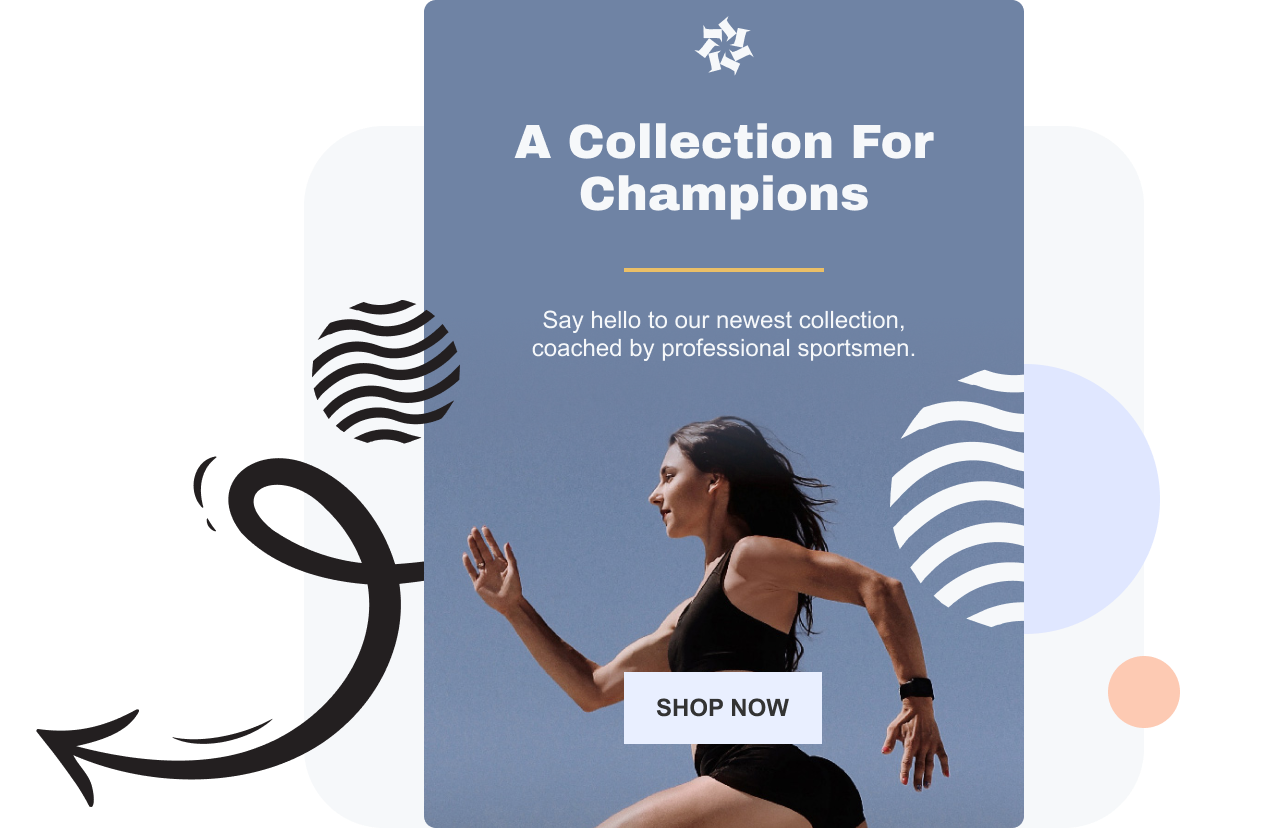 A Collection For
Champions
Say hello to our newest collection,
coached by professional sportsmen.
SHOP NOW